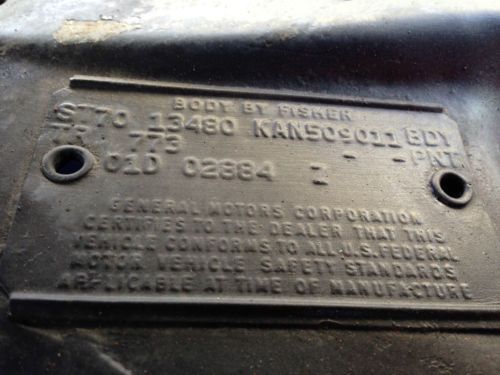 BODY BY FISHER
ST70 13480 KAN509011 BDY
773 - - PNT
01D 02884 1
GENERAL MOTORS CORPORATION
CERTIFIES TO THE DEALER THAT THIS
VEHICLE CONFORMS TO ALL U.S. FEDERAL
MOTOR VEHICLE SAFETY STANDARDS
APPLICABLE AT TIME OF MANUFACTURE